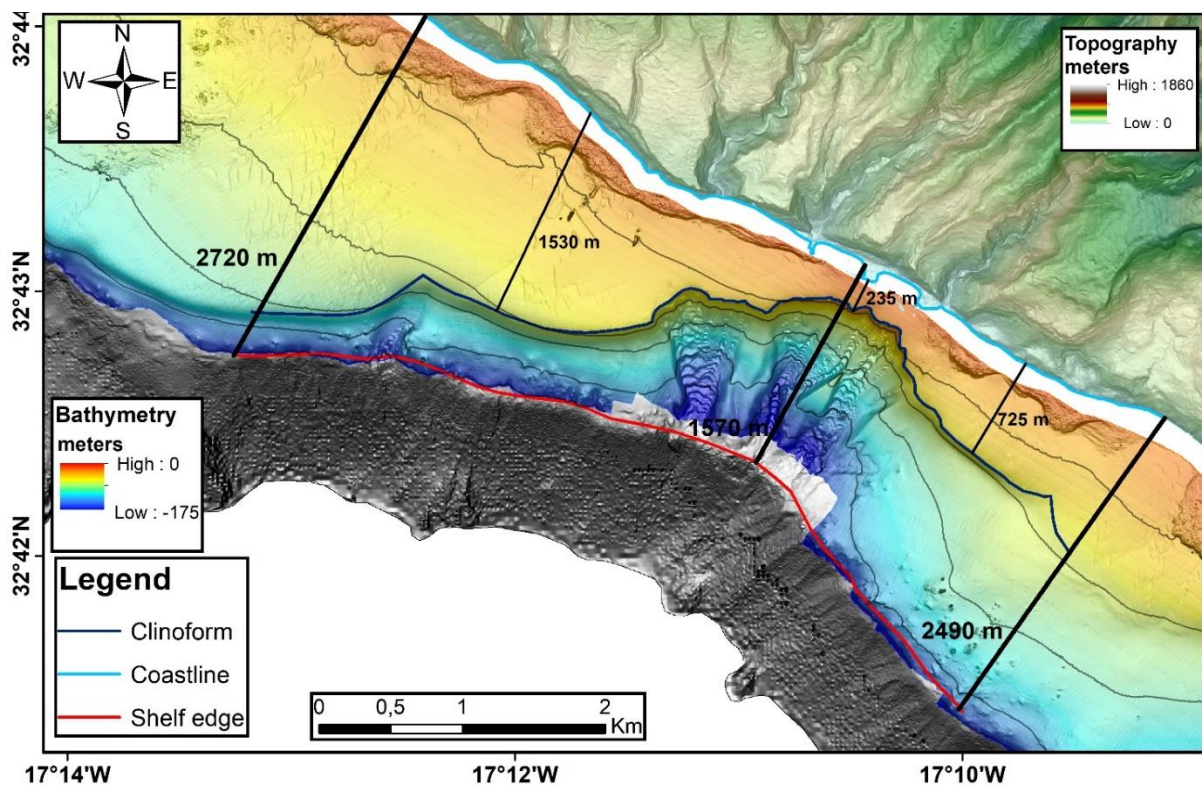 32°44
N
W E
S
Topography
meters
High : 1860
Low : 0
1530 m
2720 m
32°43'N
235 m
725 m
1570 m
Bathymetry
meters
High : 0
Low : -175
32°42'N
2490 m
Legend
Clinoform
Coastline
Shelf edge
0 0,5 1 2
Km
17°14'W 17°12'W 17°10'W